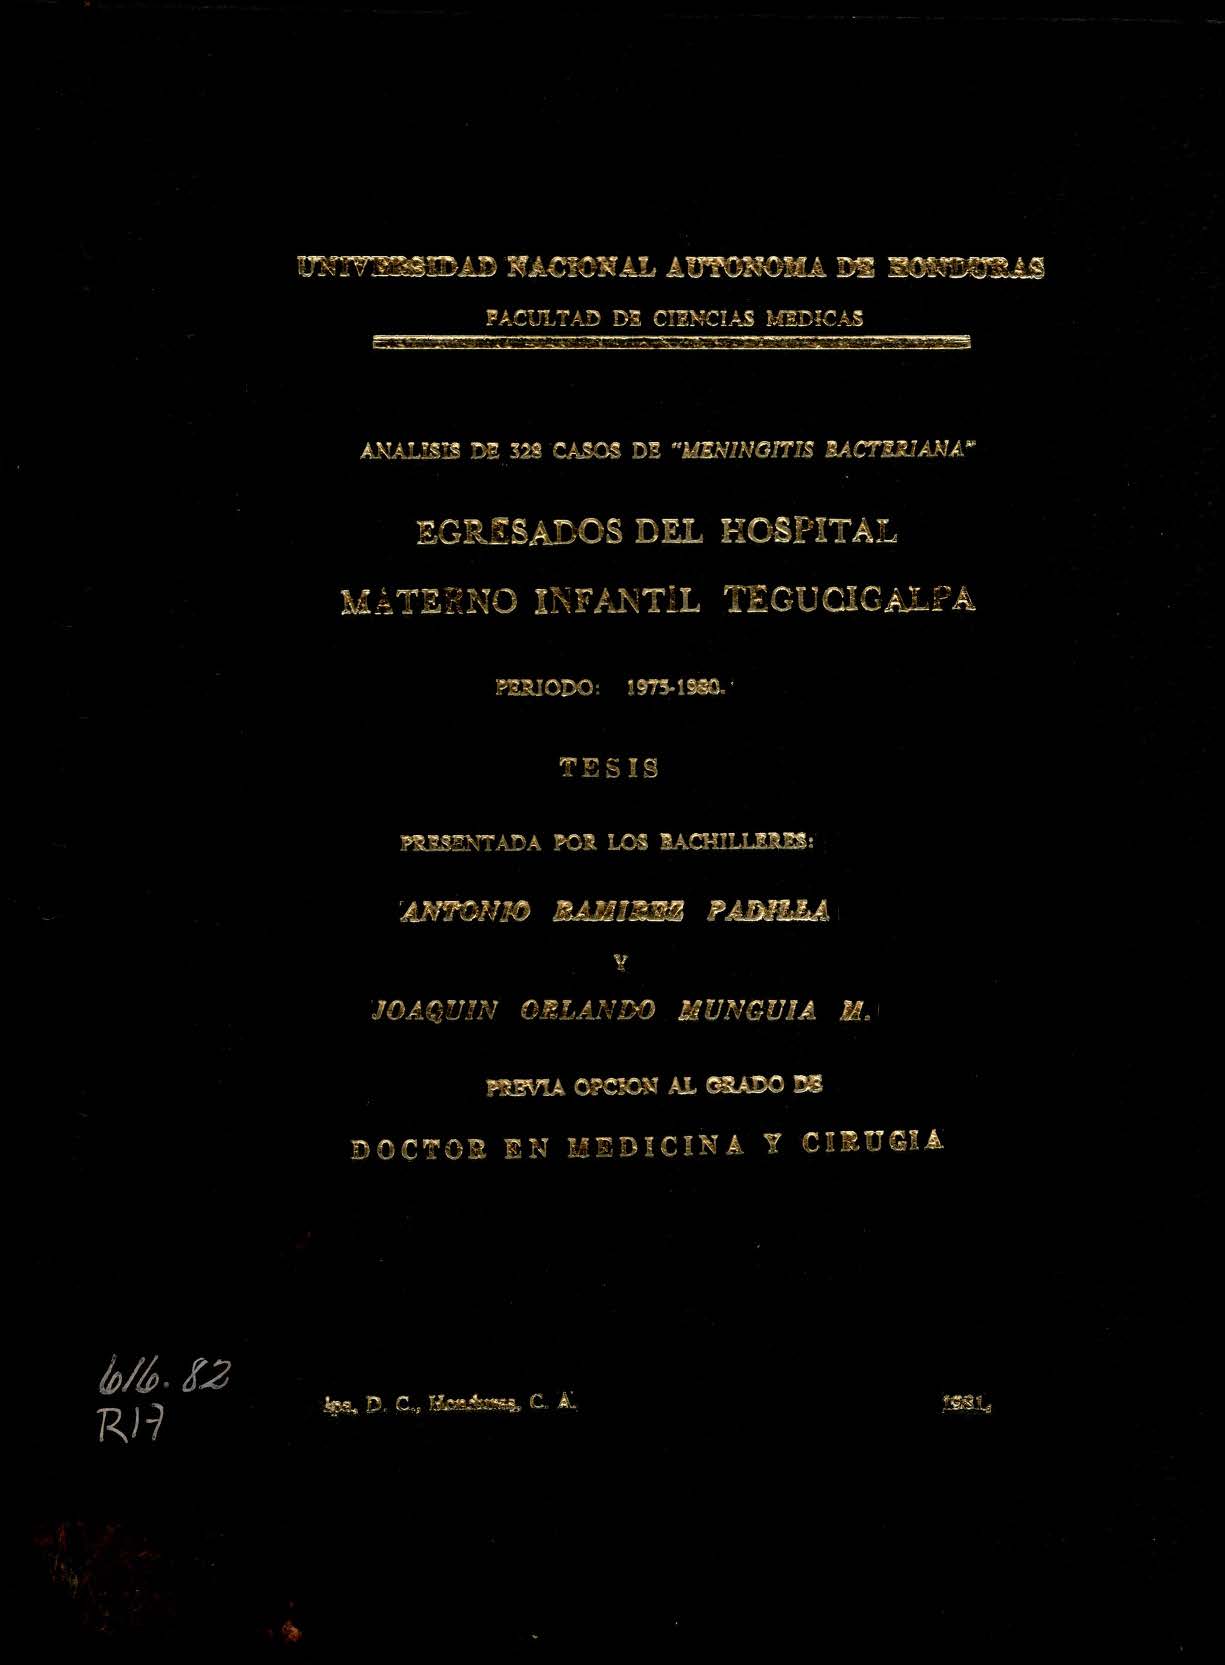 UNIVERSIDAD NACIONAL AUTONOMA DE HONDURAS
FACULTAD DE CIENCIAS MEDICAS
ANALISIS DE 328 CASOS DE "MENINGITIS BACTERIANA"
EGRESADOS DEL HOSPITAL
MATERNO INFANTIL TEGUCIGALPA
PERIODO: 1975-1980.
TESIS
PRESENTADA POR LOS BACHILLERES:
ANTONIO RAMIREZ PADILLA
Y
JOAQUIN ORLANDO MUNGUIA M.
PREVIA OPCION AL GRADO DE
DOCTOR EN MEDICINA Y CIRUGIA
616.82
R17
lpa, D. C., Honduras, C. A. 1981.